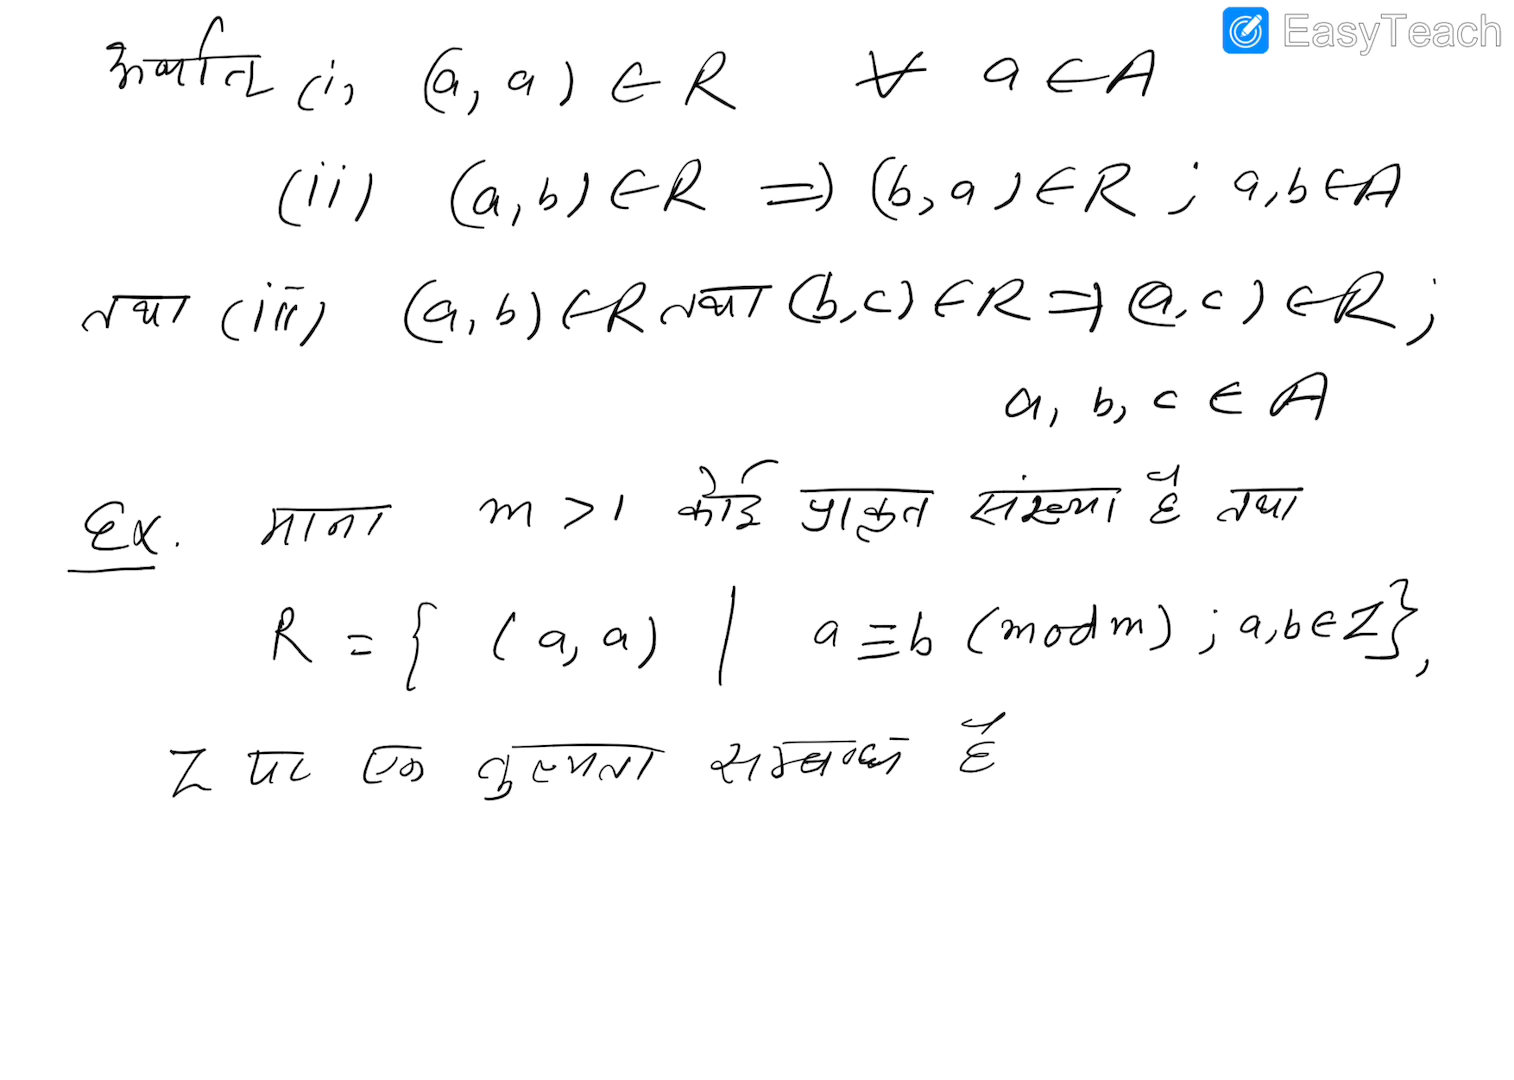 EasyTeach
अर्थात (i) (a, a) ∈ R ∀ a ∈ A
(ii) (a, b) ∈ R ⇒ (b, a) ∈ R ; a, b ∈ A
तथा (iii) (a, b) ∈ R तथा (b, c) ∈ R ⇒ (a, c) ∈ R ;
a, b, c ∈ A
Ex. माना m > 1 कोई प्राकृत संख्या है तथा
R = { (a, a) | a ≡ b (mod m) ; a, b ∈ Z },
Z पर एक तुल्यता सम्बन्ध है